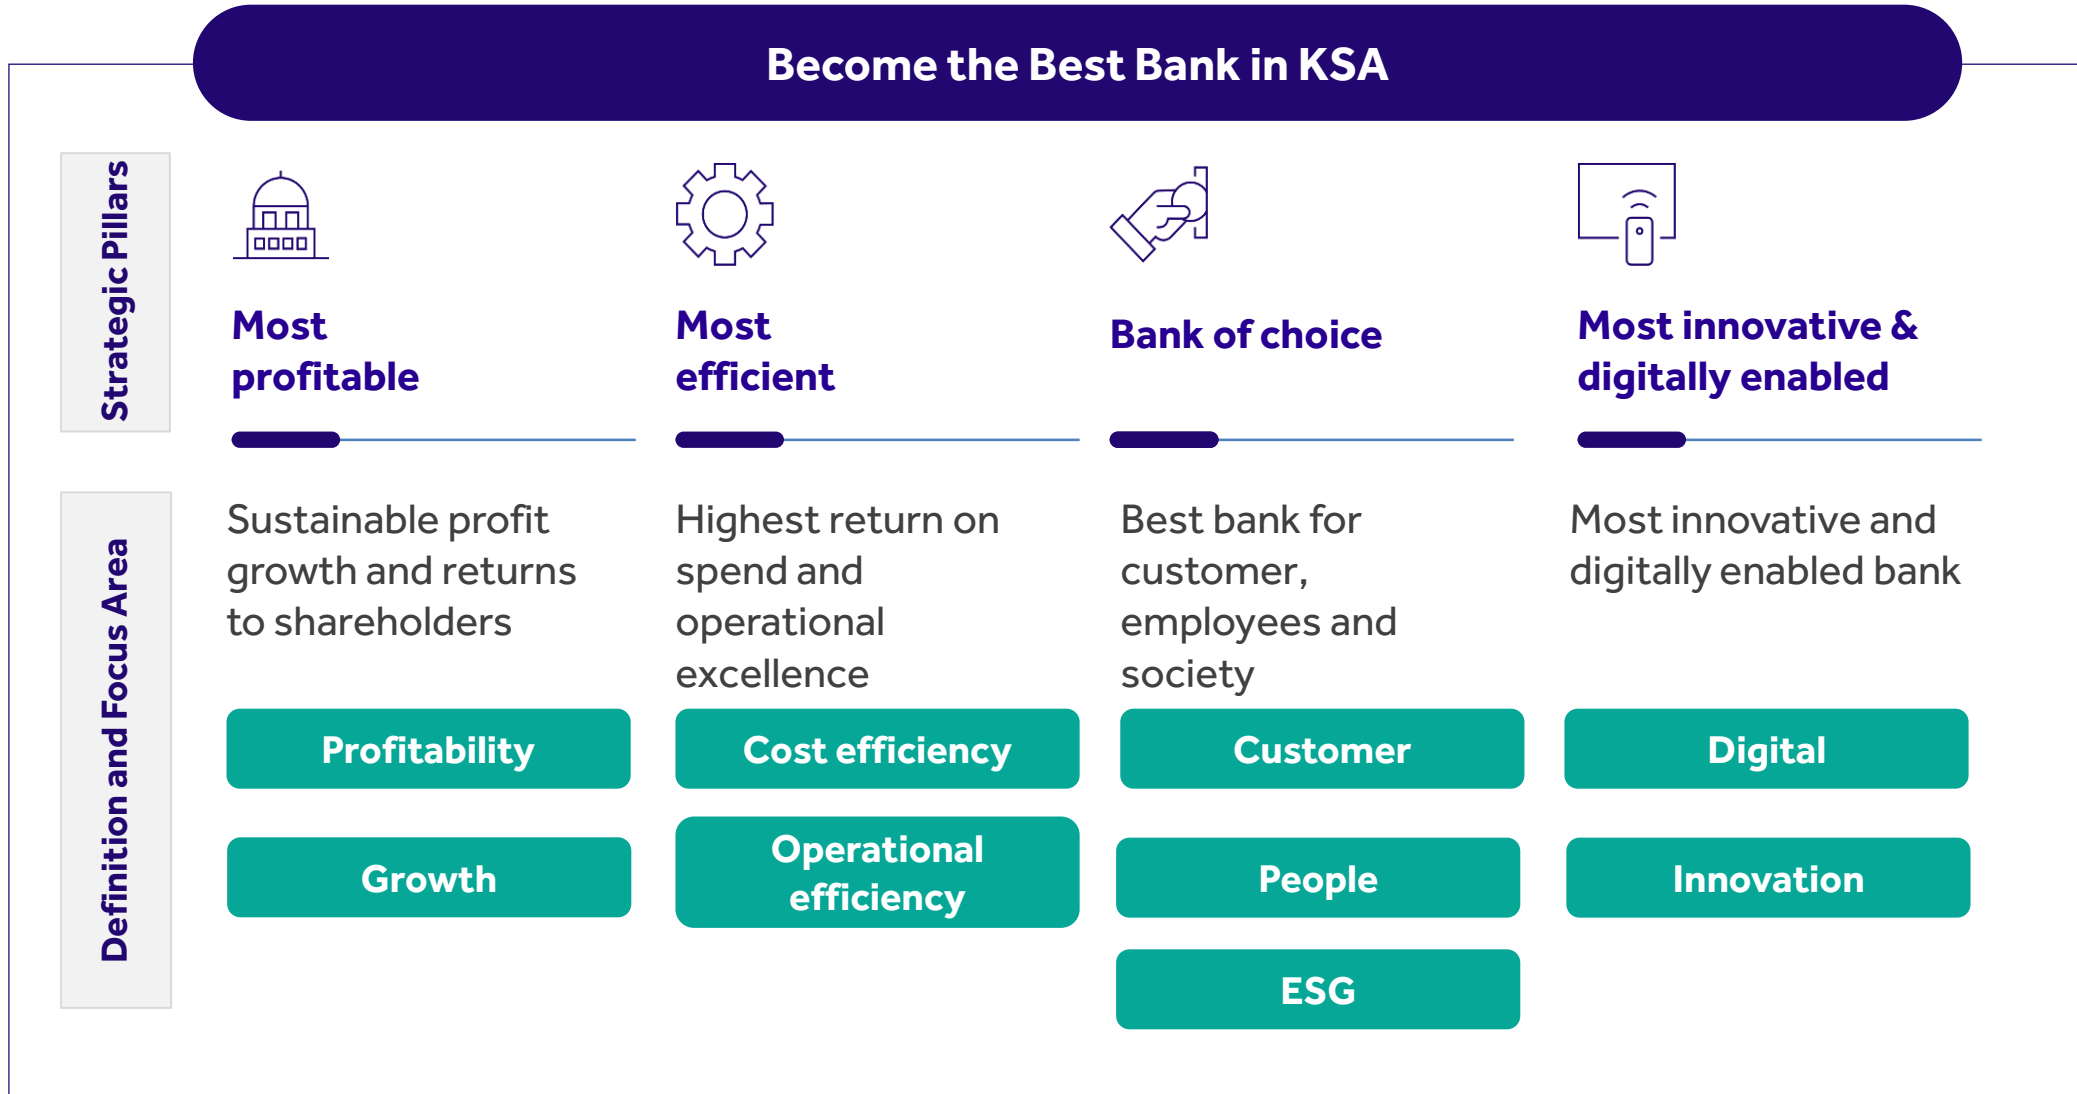 Become the Best Bank in KSA
Strategic Pillars
Most
profitable
Most
efficient
Bank of choice
Most innovative &
digitally enabled
Definition and Focus Area
Sustainable profit
growth and returns
to shareholders
Highest return on
spend and
operational
excellence
Best bank for
customer,
employees and
society
Most innovative and
digitally enabled bank
Profitability
Cost efficiency
Customer
Digital
Growth
Operational
efficiency
People
Innovation
ESG